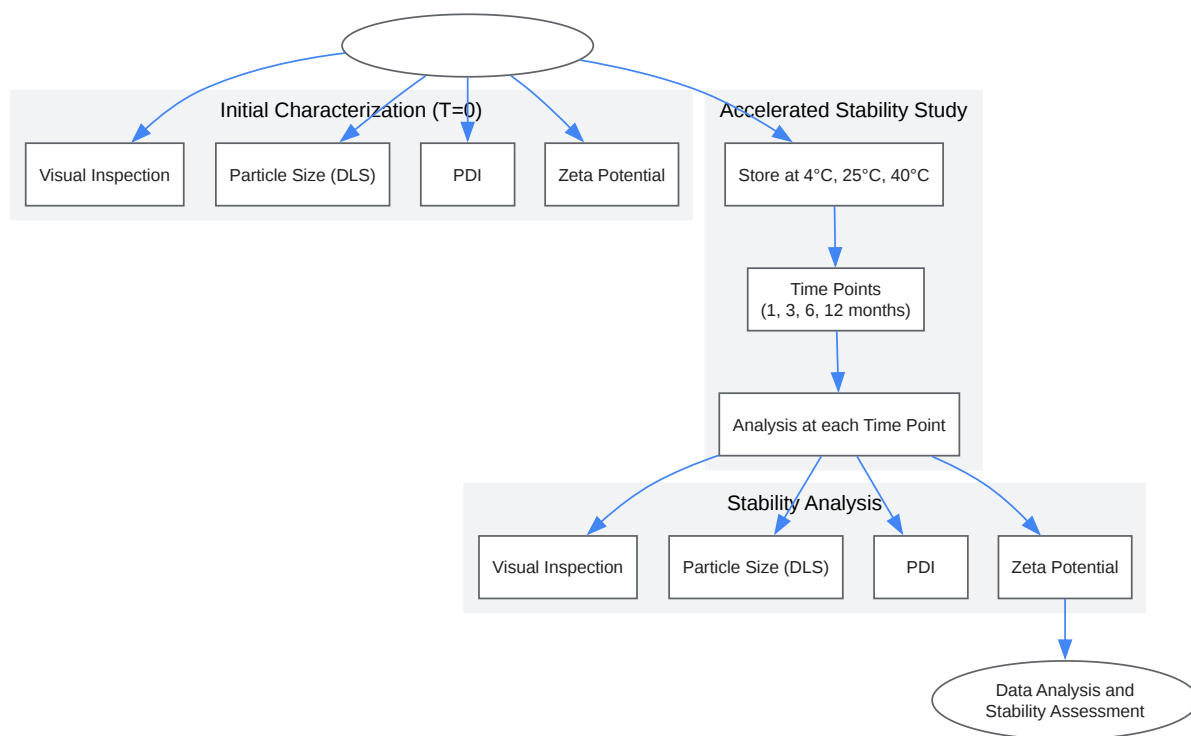 Initial Characterization (T=0)
Accelerated Stability Study
Visual Inspection
Particle Size (DLS)
PDI
Zeta Potential
Store at 4°C, 25°C, 40°C
Time Points
(1, 3, 6, 12 months)
Analysis at each Time Point
Stability Analysis
Visual Inspection
Particle Size (DLS)
PDI
Zeta Potential
Data Analysis and
Stability Assessment